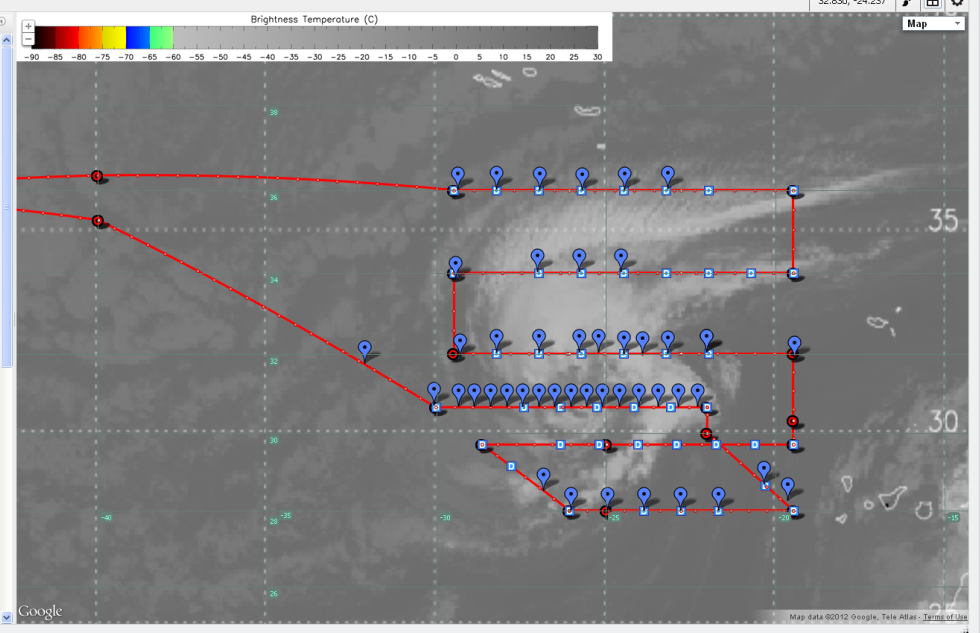 32.830, -24.237
Map
Brightness Temperature (C)
-90 -85 -80 -75 -70 -65 -60 -55 -50 -45 -40 -35 -30 -25 -20 -15 -10 -5 0 5 10 15 20 25 30
38
36
35
34
32
30
30
-40 -35 -30 -25 -20 -15
28
26
Google
Map data ©2012 Google, Tele Atlas - Terms of Use